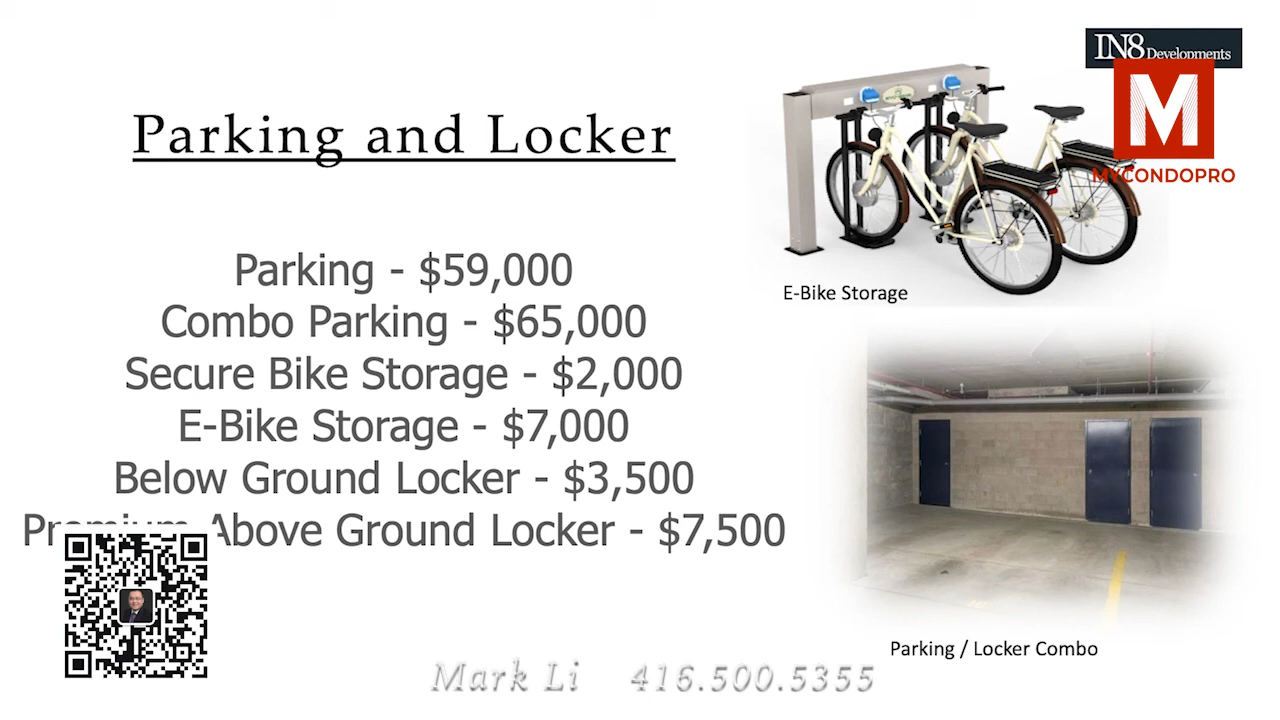 IN8 Developments
M
MYCONDOPRO
Parking and Locker
Parking - $59,000
Combo Parking - $65,000
Secure Bike Storage - $2,000
E-Bike Storage - $7,000
Below Ground Locker - $3,500
Premium Above Ground Locker - $7,500
E-Bike Storage
Parking / Locker Combo
Mark Li 416.500.5355